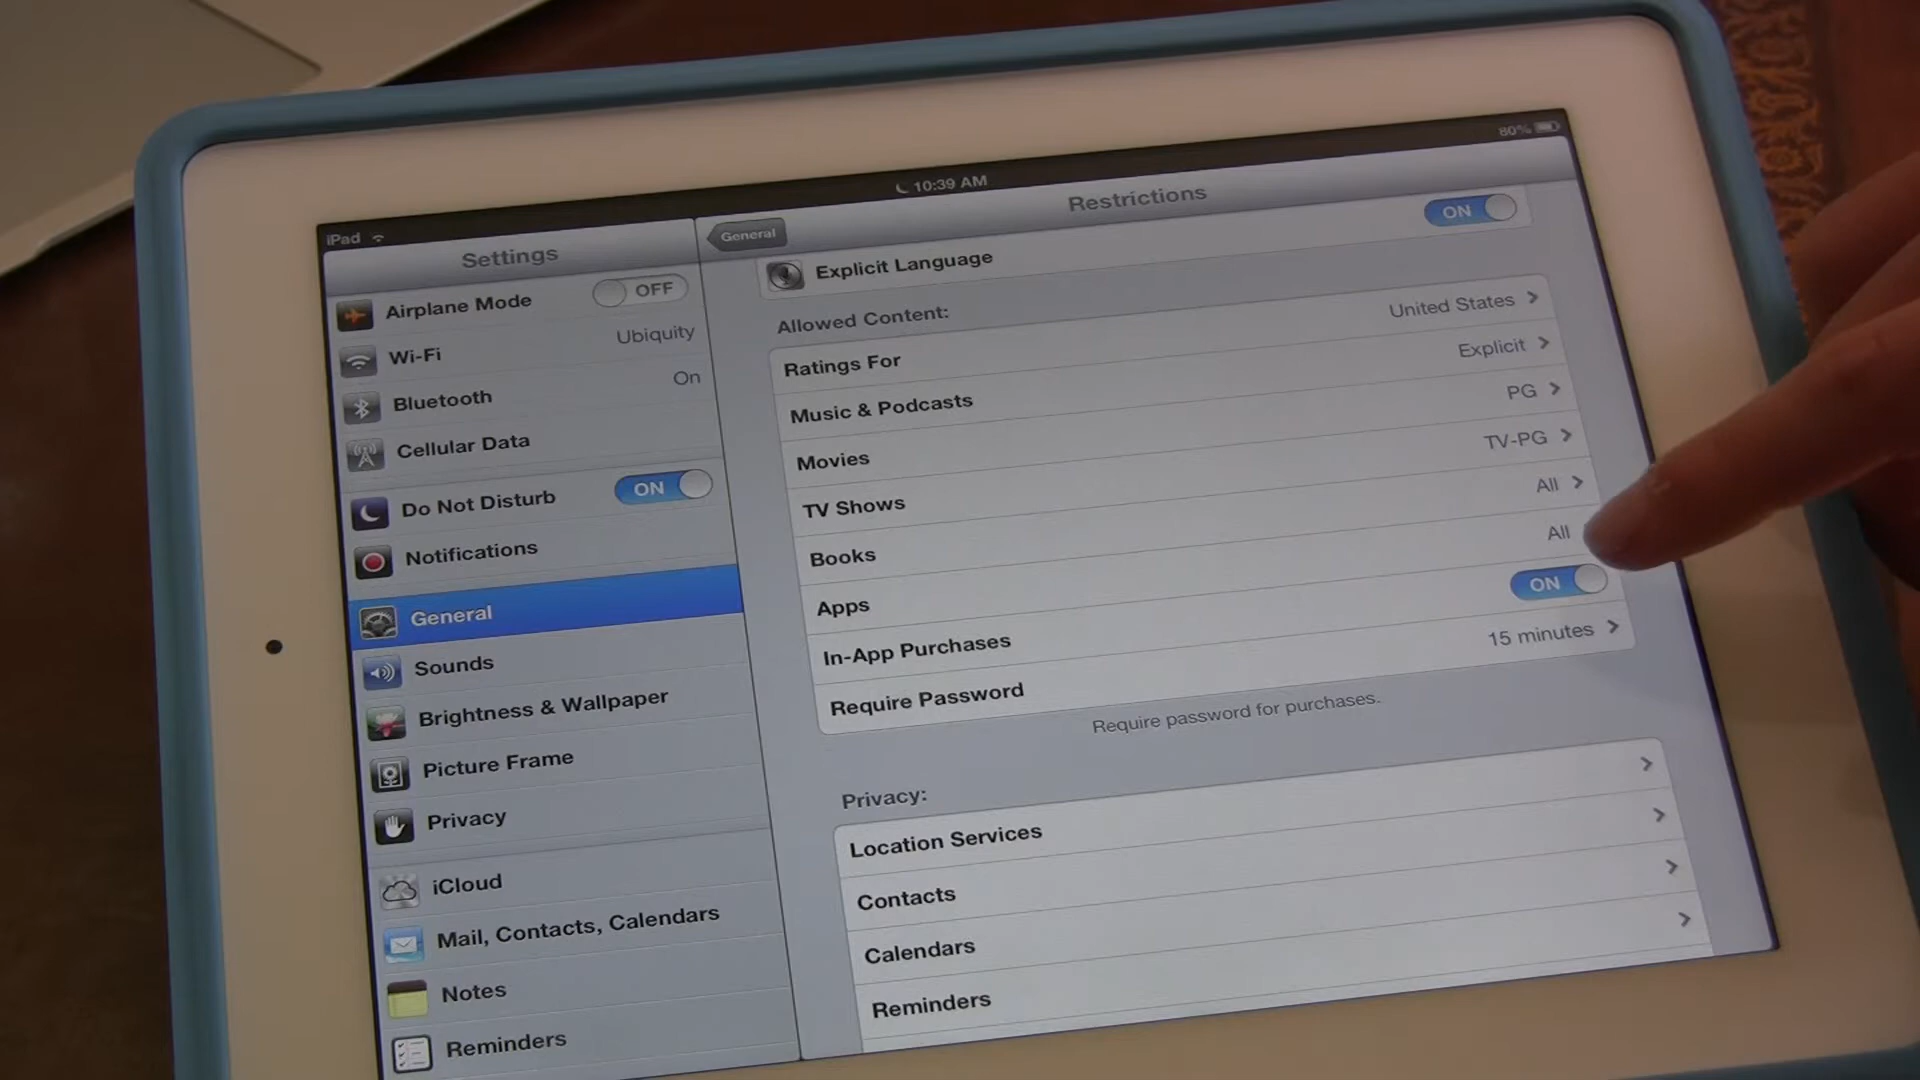 iPad
10:39 AM
80%
Settings
General
Restrictions
Airplane Mode OFF
Wi-Fi Ubiquity
Bluetooth On
Cellular Data
Do Not Disturb ON
Notifications
General
Sounds
Brightness & Wallpaper
Picture Frame
Privacy
iCloud
Mail, Contacts, Calendars
Notes
Reminders
Explicit Language ON
Allowed Content:
Ratings For United States
Music & Podcasts Explicit
Movies PG
TV Shows TV-PG
Books All
Apps All
In-App Purchases ON
Require Password 15 minutes
Require password for purchases.
Privacy:
Location Services
Contacts
Calendars
Reminders